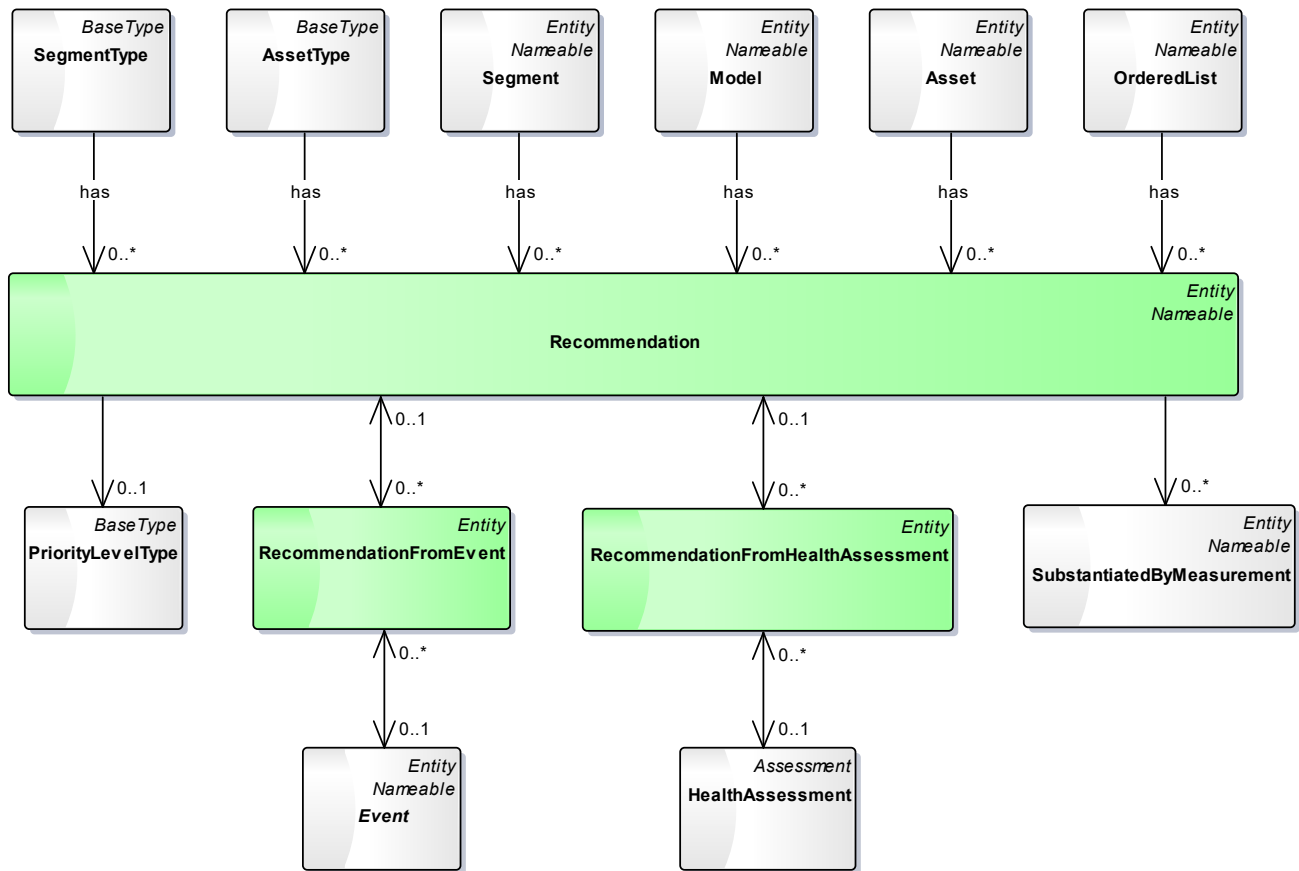 BaseType
SegmentType
BaseType
AssetType
Entity
Nameable
Segment
Entity
Nameable
Model
Entity
Nameable
Asset
Entity
Nameable
OrderedList
has
has
has
has
has
has
0..*
0..*
0..*
0..*
0..*
0..*
Entity
Nameable
Recommendation
0..1
0..1
0..1
0..*
0..*
0..*
BaseType
PriorityLevelType
Entity
RecommendationFromEvent
Entity
RecommendationFromHealthAssessment
Entity
Nameable
SubstantiatedByMeasurement
0..*
0..*
0..1
0..1
Entity
Nameable
Event
Assessment
HealthAssessment